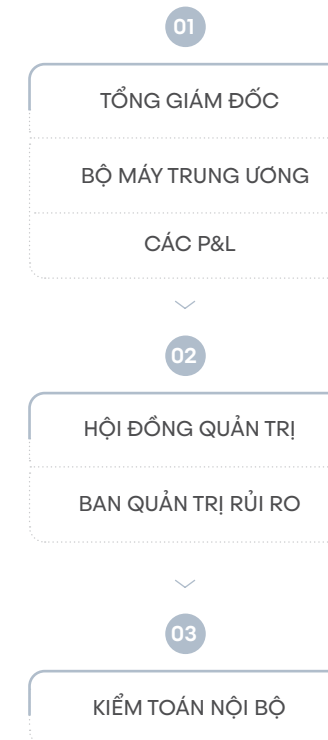 01
TỔNG GIÁM ĐỐC
BỘ MÁY TRUNG ƯƠNG
CÁC P&L
02
HỘI ĐỒNG QUẢN TRỊ
BAN QUẢN TRỊ RỦI RO
03
KIỂM TOÁN NỘI BỘ